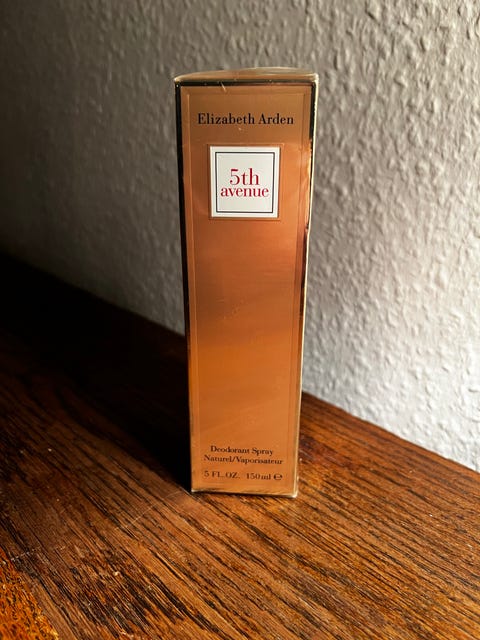 Elizabeth Arden
5th
avenue
Deodorant Spray
Naturel/Vaporisateur
5 FL.OZ. 150ml ℮